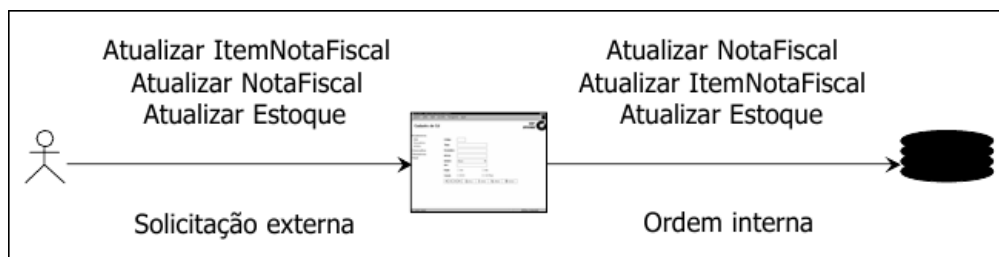 Atualizar ItemNotaFiscal
Atualizar NotaFiscal
Atualizar Estoque
Solicitação externa
Atualizar NotaFiscal
Atualizar ItemNotaFiscal
Atualizar Estoque
Ordem interna